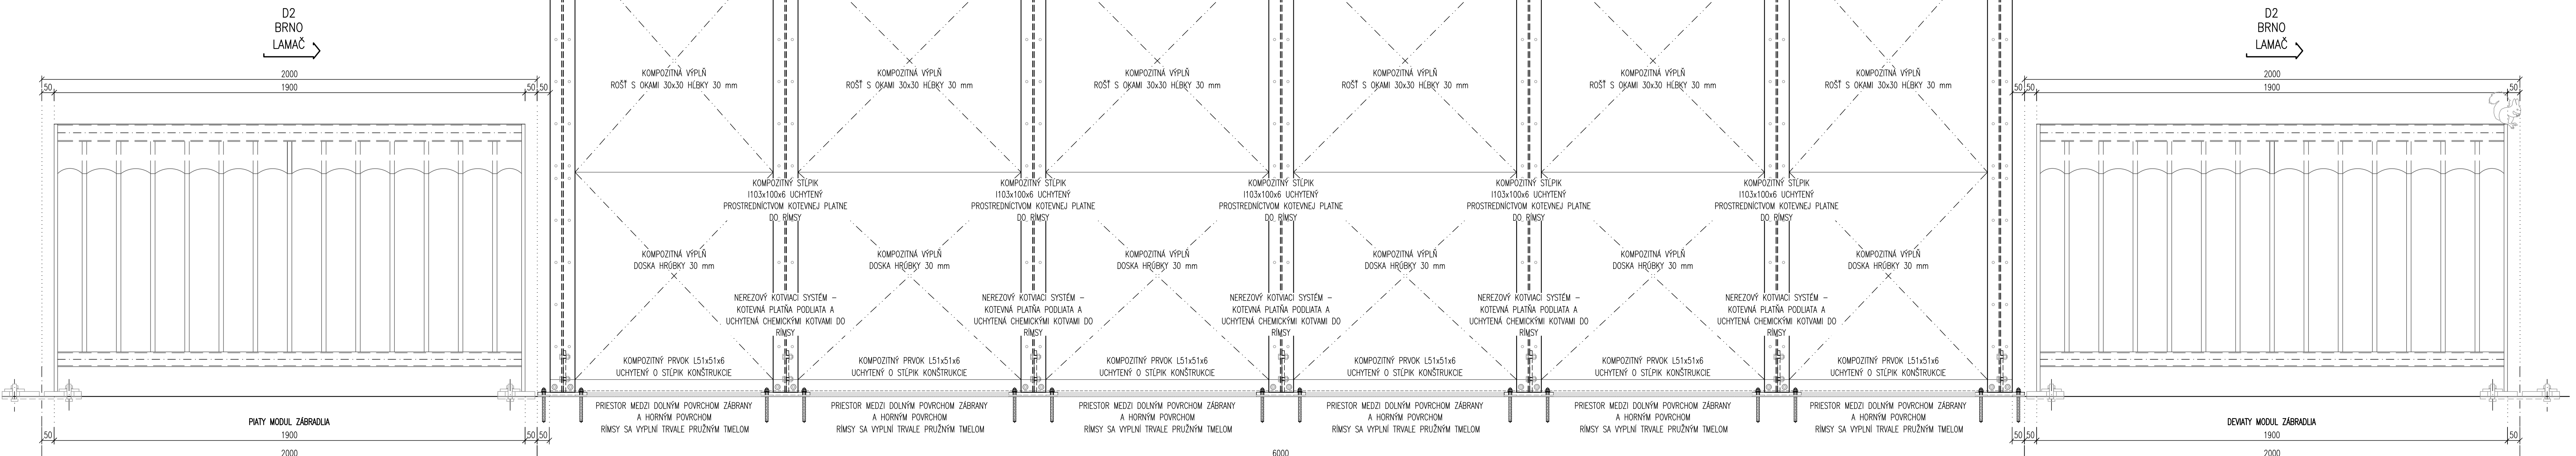 D2
BRNO
LAMAČ
D2
BRNO
LAMAČ
2000
50 1900 50 50
2000
50 50 1900 50
KOMPOZITNÁ VÝPLŇ
ROŠT S OKAMI 30x30 HĹBKY 30 mm
KOMPOZITNÁ VÝPLŇ
ROŠT S OKAMI 30x30 HĹBKY 30 mm
KOMPOZITNÁ VÝPLŇ
ROŠT S OKAMI 30x30 HĹBKY 30 mm
KOMPOZITNÁ VÝPLŇ
ROŠT S OKAMI 30x30 HĹBKY 30 mm
KOMPOZITNÁ VÝPLŇ
ROŠT S OKAMI 30x30 HĹBKY 30 mm
KOMPOZITNÁ VÝPLŇ
ROŠT S OKAMI 30x30 HĹBKY 30 mm
KOMPOZITNÝ STĹPIK
I103x100x6 UCHYTENÝ
PROSTREDNÍCTVOM KOTEVNEJ PLATNE
DO RÍMSY
KOMPOZITNÝ STĹPIK
I103x100x6 UCHYTENÝ
PROSTREDNÍCTVOM KOTEVNEJ PLATNE
DO RÍMSY
KOMPOZITNÝ STĹPIK
I103x100x6 UCHYTENÝ
PROSTREDNÍCTVOM KOTEVNEJ PLATNE
DO RÍMSY
KOMPOZITNÝ STĹPIK
I103x100x6 UCHYTENÝ
PROSTREDNÍCTVOM KOTEVNEJ PLATNE
DO RÍMSY
KOMPOZITNÝ STĹPIK
I103x100x6 UCHYTENÝ
PROSTREDNÍCTVOM KOTEVNEJ PLATNE
DO RÍMSY
KOMPOZITNÁ VÝPLŇ
DOSKA HRÚBKY 30 mm
KOMPOZITNÁ VÝPLŇ
DOSKA HRÚBKY 30 mm
KOMPOZITNÁ VÝPLŇ
DOSKA HRÚBKY 30 mm
KOMPOZITNÁ VÝPLŇ
DOSKA HRÚBKY 30 mm
KOMPOZITNÁ VÝPLŇ
DOSKA HRÚBKY 30 mm
KOMPOZITNÁ VÝPLŇ
DOSKA HRÚBKY 30 mm
NEREZOVÝ KOTVIACI SYSTÉM –
KOTEVNÁ PLATŇA PODLIATA A
UCHYTENÁ CHEMICKÝMI KOTVAMI DO
RÍMSY
NEREZOVÝ KOTVIACI SYSTÉM –
KOTEVNÁ PLATŇA PODLIATA A
UCHYTENÁ CHEMICKÝMI KOTVAMI DO
RÍMSY
NEREZOVÝ KOTVIACI SYSTÉM –
KOTEVNÁ PLATŇA PODLIATA A
UCHYTENÁ CHEMICKÝMI KOTVAMI DO
RÍMSY
NEREZOVÝ KOTVIACI SYSTÉM –
KOTEVNÁ PLATŇA PODLIATA A
UCHYTENÁ CHEMICKÝMI KOTVAMI DO
RÍMSY
NEREZOVÝ KOTVIACI SYSTÉM –
KOTEVNÁ PLATŇA PODLIATA A
UCHYTENÁ CHEMICKÝMI KOTVAMI DO
RÍMSY
KOMPOZITNÝ PRVOK L51x51x6
UCHYTENÝ O STĹPIK KONŠTRUKCIE
KOMPOZITNÝ PRVOK L51x51x6
UCHYTENÝ O STĹPIK KONŠTRUKCIE
KOMPOZITNÝ PRVOK L51x51x6
UCHYTENÝ O STĹPIK KONŠTRUKCIE
KOMPOZITNÝ PRVOK L51x51x6
UCHYTENÝ O STĹPIK KONŠTRUKCIE
KOMPOZITNÝ PRVOK L51x51x6
UCHYTENÝ O STĹPIK KONŠTRUKCIE
KOMPOZITNÝ PRVOK L51x51x6
UCHYTENÝ O STĹPIK KONŠTRUKCIE
PRIESTOR MEDZI DOLNÝM POVRCHOM ZÁBRANY
A HORNÝM POVRCHOM
RÍMSY SA VYPLNÍ TRVALE PRUŽNÝM TMELOM
PRIESTOR MEDZI DOLNÝM POVRCHOM ZÁBRANY
A HORNÝM POVRCHOM
RÍMSY SA VYPLNÍ TRVALE PRUŽNÝM TMELOM
PRIESTOR MEDZI DOLNÝM POVRCHOM ZÁBRANY
A HORNÝM POVRCHOM
RÍMSY SA VYPLNÍ TRVALE PRUŽNÝM TMELOM
PRIESTOR MEDZI DOLNÝM POVRCHOM ZÁBRANY
A HORNÝM POVRCHOM
RÍMSY SA VYPLNÍ TRVALE PRUŽNÝM TMELOM
PRIESTOR MEDZI DOLNÝM POVRCHOM ZÁBRANY
A HORNÝM POVRCHOM
RÍMSY SA VYPLNÍ TRVALE PRUŽNÝM TMELOM
PRIESTOR MEDZI DOLNÝM POVRCHOM ZÁBRANY
A HORNÝM POVRCHOM
RÍMSY SA VYPLNÍ TRVALE PRUŽNÝM TMELOM
PIATY MODUL ZÁBRADLIA
DEVIATY MODUL ZÁBRADLIA
50 1900 50 50
50 50 1900 50
2000
6000
2000